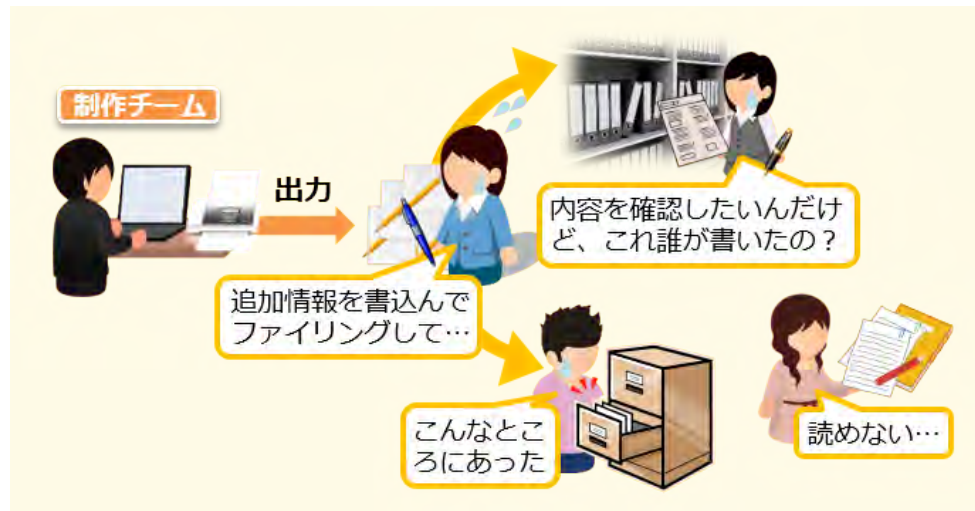 制作チーム
出力
内容を確認したいんだけ
ど、これ誰が書いたの？
追加情報を書込んで
ファイリングして…
こんなとこ
ろにあった
読めない…